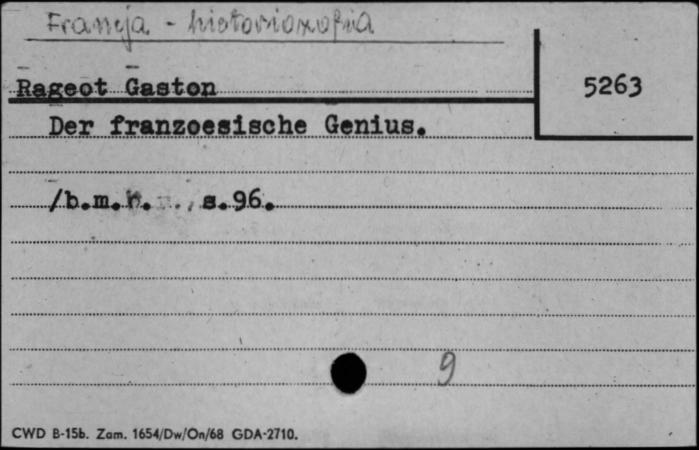 Francja - historiozofia
Rageot Gaston
5263
Der franzoesische Genius.
/b.m.r. s.96.
9
CWD B-15b. Zam. 1654/Dw/On/68 GDA-2710.